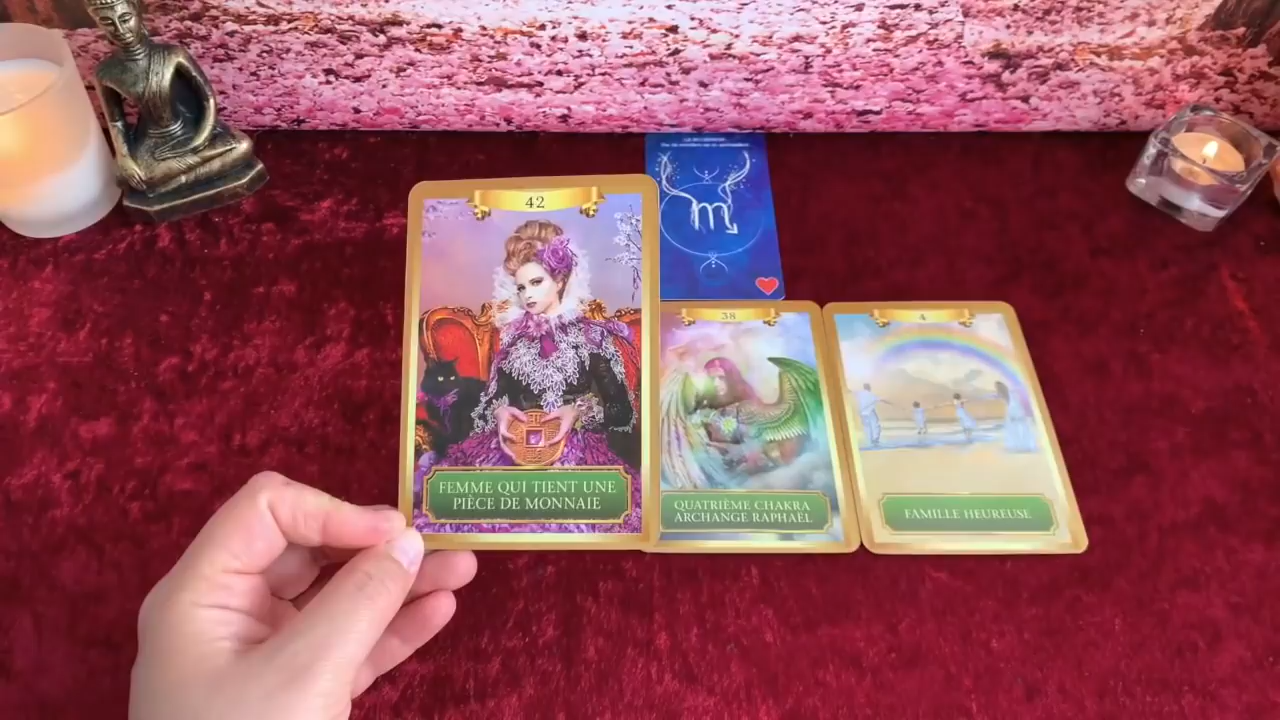 42
FEMME QUI TIENT UNE
PIÈCE DE MONNAIE
38
QUATRIÈME CHAKRA
ARCHANGE RAPHAËL
4
FAMILLE HEUREUSE